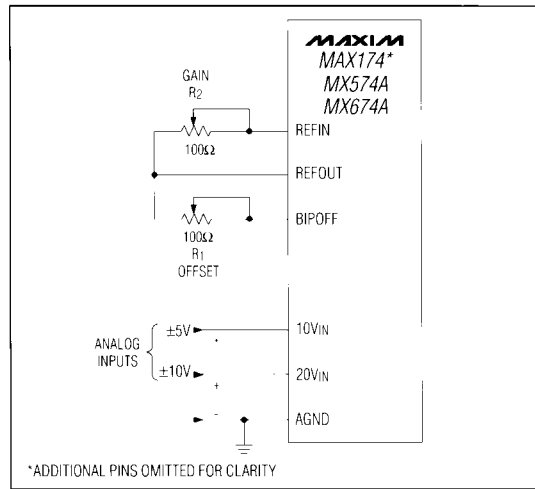 MAXIM
MAX174*
MX574A
MX674A
GAIN
R2
100Ω
REFIN
REFOUT
BIPOFF
100Ω
R1
OFFSET
ANALOG
INPUTS
±5V
10VIN
±10V
20VIN
+
-
AGND
*ADDITIONAL PINS OMITTED FOR CLARITY